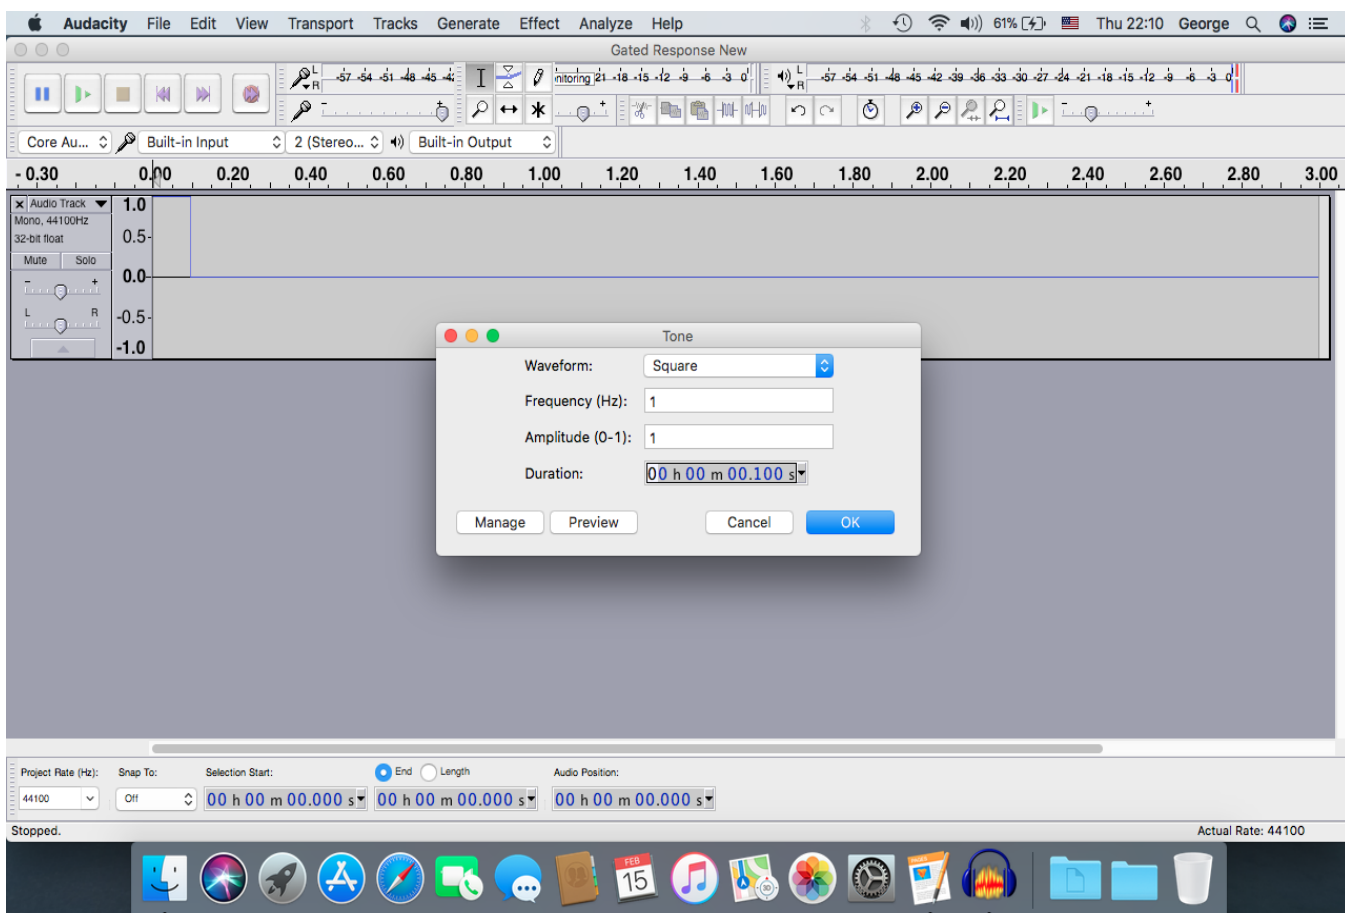 Audacity File Edit View Transport Tracks Generate Effect Analyze Help 61% Thu 22:10 George
Gated Response New
L R -57 -54 -51 -48 -45 -42 nitoring 21 -18 -15 -12 -9 -6 -3 0 L R -57 -54 -51 -48 -45 -42 -39 -36 -33 -30 -27 -24 -21 -18 -15 -12 -9 -6 -3 0
- + - + - +
Core Au... Built-in Input 2 (Stereo... Built-in Output
- 0.30 0.00 0.20 0.40 0.60 0.80 1.00 1.20 1.40 1.60 1.80 2.00 2.20 2.40 2.60 2.80 3.00
x Audio Track 1.0
Mono, 44100Hz
32-bit float 0.5-
Mute Solo
- + 0.0-
L R -0.5-
-1.0
Tone
Waveform: Square
Frequency (Hz): 1
Amplitude (0-1): 1
Duration: 00 h 00 m 00.100 s
Manage Preview Cancel OK
Project Rate (Hz): Snap To: Selection Start: End Length Audio Position:
44100 Off 00 h 00 m 00.000 s 00 h 00 m 00.000 s 00 h 00 m 00.000 s
Stopped. Actual Rate: 44100
FEB
15
PAGES